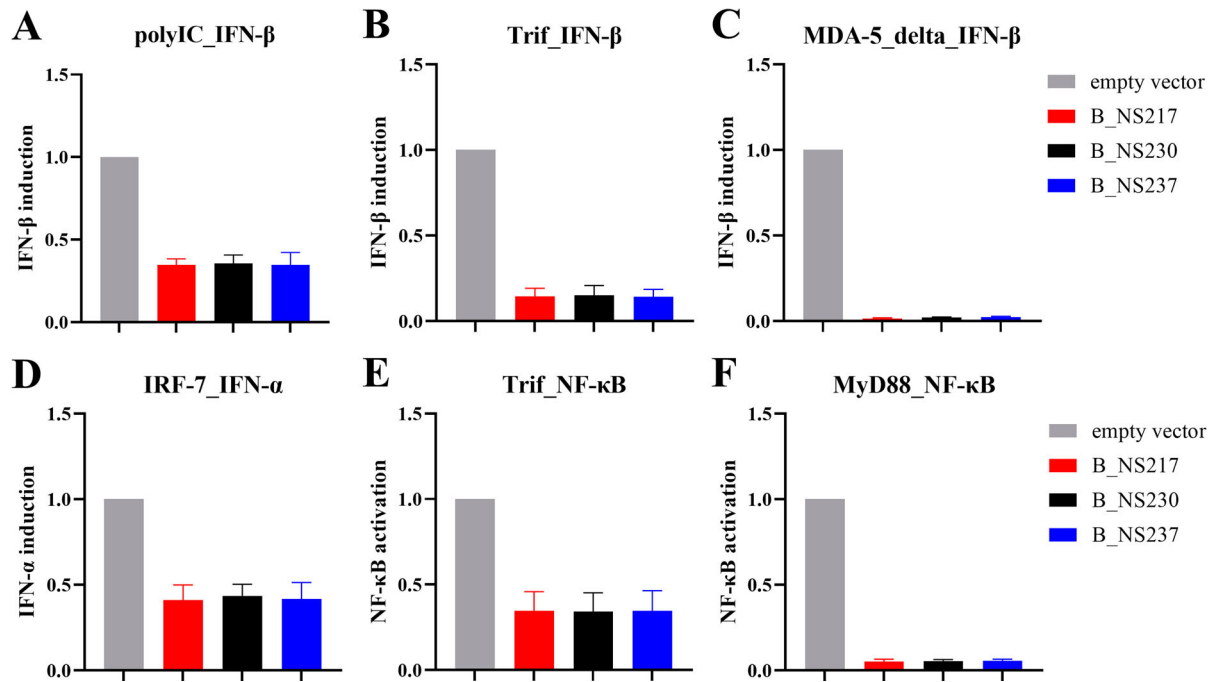 A
polyIC_IFN-β
IFN-β induction
1.5
1.0
0.5
0.0
B
Trif_IFN-β
IFN-β induction
1.5
1.0
0.5
0.0
C
MDA-5_delta_IFN-β
IFN-β induction
1.5
1.0
0.5
0.0
empty vector
B_NS217
B_NS230
B_NS237
D
IRF-7_IFN-α
IFN-α induction
1.5
1.0
0.5
0.0
E
Trif_NF-κB
NF-κB activation
1.5
1.0
0.5
0.0
F
MyD88_NF-κB
NF-κB activation
1.5
1.0
0.5
0.0
empty vector
B_NS217
B_NS230
B_NS237